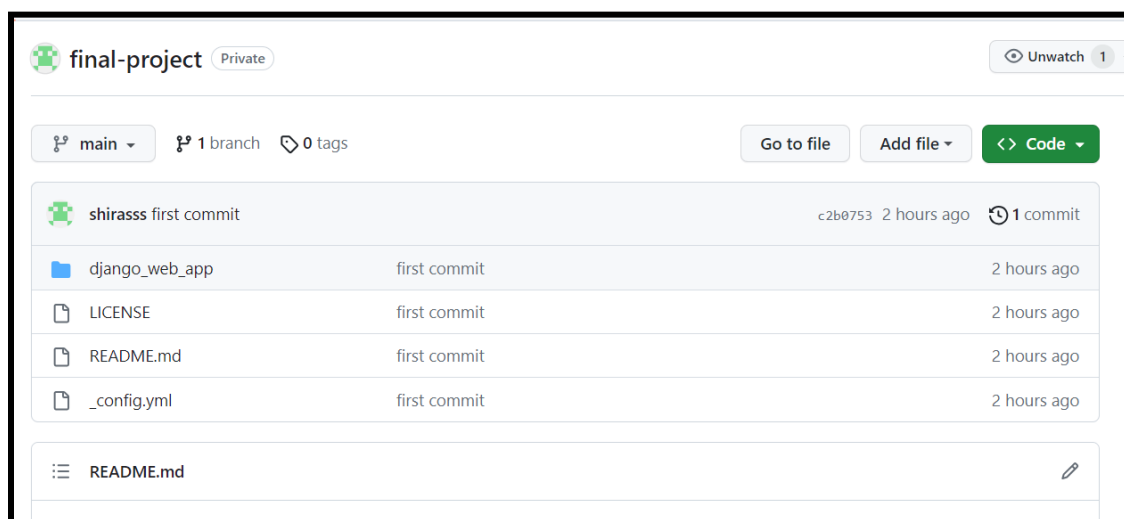 final-project Private Unwatch 1
main 1 branch 0 tags Go to file Add file <> Code
shirasss first commit c2b0753 2 hours ago 1 commit
django_web_app first commit 2 hours ago
LICENSE first commit 2 hours ago
README.md first commit 2 hours ago
_config.yml first commit 2 hours ago
README.md